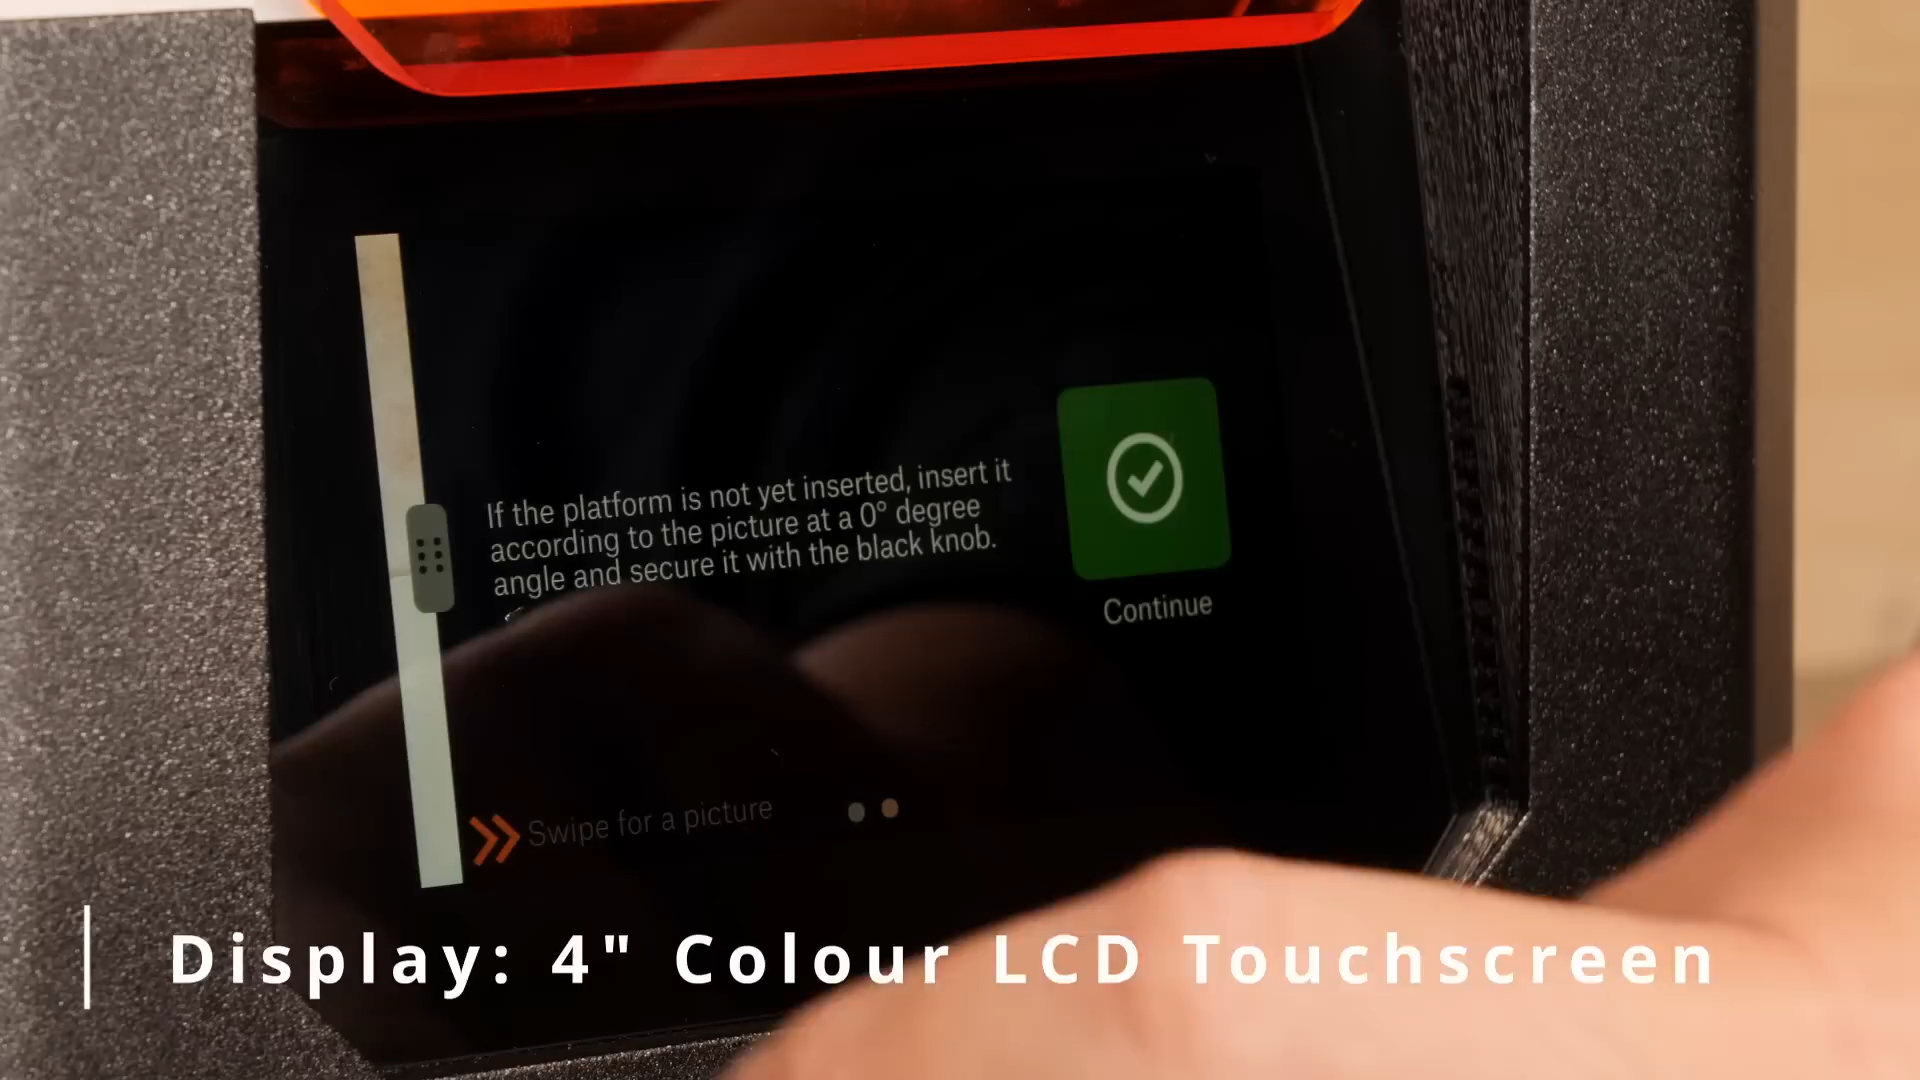 If the platform is not yet inserted, insert it
according to the picture at a 0° degree
angle and secure it with the black knob.
Continue
Swipe for a picture
Display: 4" Colour LCD Touchscreen